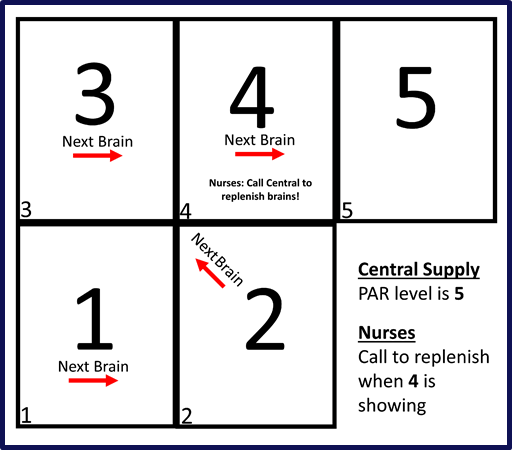 3
Next Brain
3
4
Next Brain
Nurses: Call Central to
replenish brains!
4
5
5
1
Next Brain
1
Next Brain
2
2
Central Supply
PAR level is 5
Nurses
Call to replenish
when 4 is
showing